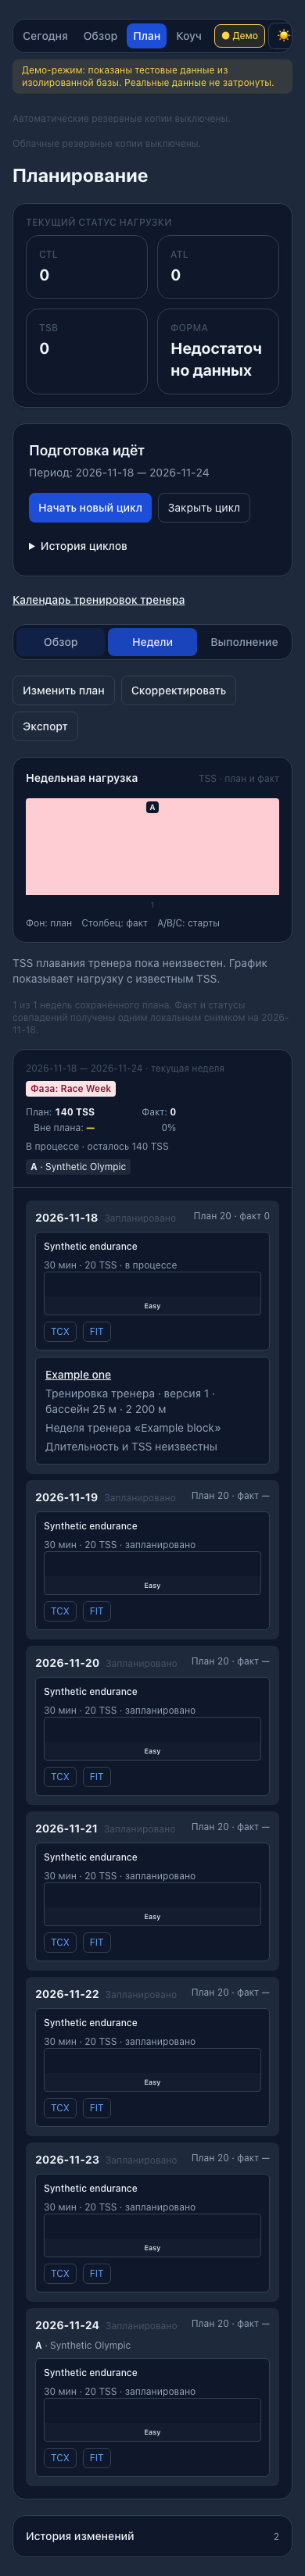 Сегодня Обзор План Коуч Демо
Демо-режим: показаны тестовые данные из
изолированной базы. Реальные данные не затронуты.
Автоматические резервные копии выключены.
Облачные резервные копии выключены.
Планирование
ТЕКУЩИЙ СТАТУС НАГРУЗКИ
CTL
0
ATL
0
TSB
0
ФОРМА
Недостаточ
но данных
Подготовка идёт
Период: 2026-11-18 — 2026-11-24
Начать новый цикл Закрыть цикл
История циклов
Календарь тренировок тренера
Обзор Недели Выполнение
Изменить план Скорректировать
Экспорт
Недельная нагрузка TSS · план и факт
A
1
Фон: план Столбец: факт A/B/C: старты
TSS плавания тренера пока неизвестен. График
показывает нагрузку с известным TSS.
1 из 1 недель сохранённого плана. Факт и статусы
совпадений получены одним локальным снимком на 2026-
11-18.
2026-11-18 — 2026-11-24 · текущая неделя
Фаза: Race Week
План: 140 TSS Факт: 0
Вне плана: — 0%
В процессе · осталось 140 TSS
A · Synthetic Olympic
2026-11-18 Запланировано План 20 · факт 0
Synthetic endurance
30 мин · 20 TSS · в процессе
Easy
TCX FIT
Example one
Тренировка тренера · версия 1 ·
бассейн 25 м · 2 200 м
Неделя тренера «Example block»
Длительность и TSS неизвестны
2026-11-19 Запланировано План 20 · факт —
Synthetic endurance
30 мин · 20 TSS · запланировано
Easy
TCX FIT
2026-11-20 Запланировано План 20 · факт —
Synthetic endurance
30 мин · 20 TSS · запланировано
Easy
TCX FIT
2026-11-21 Запланировано План 20 · факт —
Synthetic endurance
30 мин · 20 TSS · запланировано
Easy
TCX FIT
2026-11-22 Запланировано План 20 · факт —
Synthetic endurance
30 мин · 20 TSS · запланировано
Easy
TCX FIT
2026-11-23 Запланировано План 20 · факт —
Synthetic endurance
30 мин · 20 TSS · запланировано
Easy
TCX FIT
2026-11-24 Запланировано План 20 · факт —
A · Synthetic Olympic
Synthetic endurance
30 мин · 20 TSS · запланировано
Easy
TCX FIT
История изменений 2